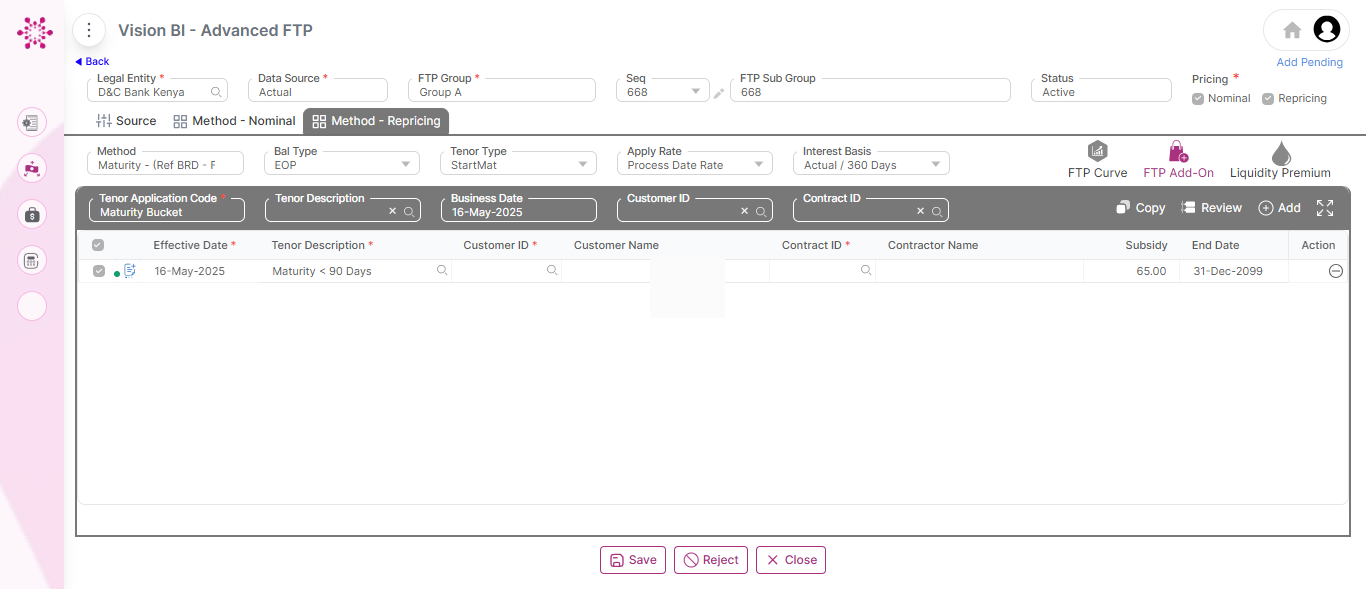 Vision BI - Advanced FTP
Back
Add Pending
Legal Entity * Data Source * FTP Group * Seq FTP Sub Group Status Pricing *
D&C Bank Kenya Actual Group A 668 668 Active Nominal Repricing
Source Method - Nominal Method - Repricing
Method Bal Type Tenor Type Apply Rate Interest Basis
Maturity - (Ref BRD - F EOP StartMat Process Date Rate Actual / 360 Days
FTP Curve FTP Add-On Liquidity Premium
Tenor Application Code * Tenor Description Business Date Customer ID Contract ID
Maturity Bucket 16-May-2025
Copy Review Add
Effective Date * Tenor Description * Customer ID * Customer Name Contract ID * Contractor Name Subsidy End Date Action
16-May-2025 Maturity < 90 Days 65.00 31-Dec-2099
Save Reject Close